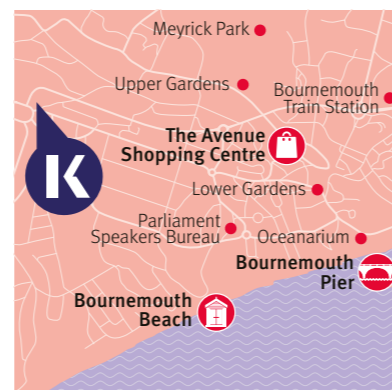 Meyrick Park
Upper Gardens
Bournemouth
Train Station
The Avenue
Shopping Centre
K
Lower Gardens
Parliament
Speakers Bureau
Oceanarium
Bournemouth
Pier
Bournemouth
Beach